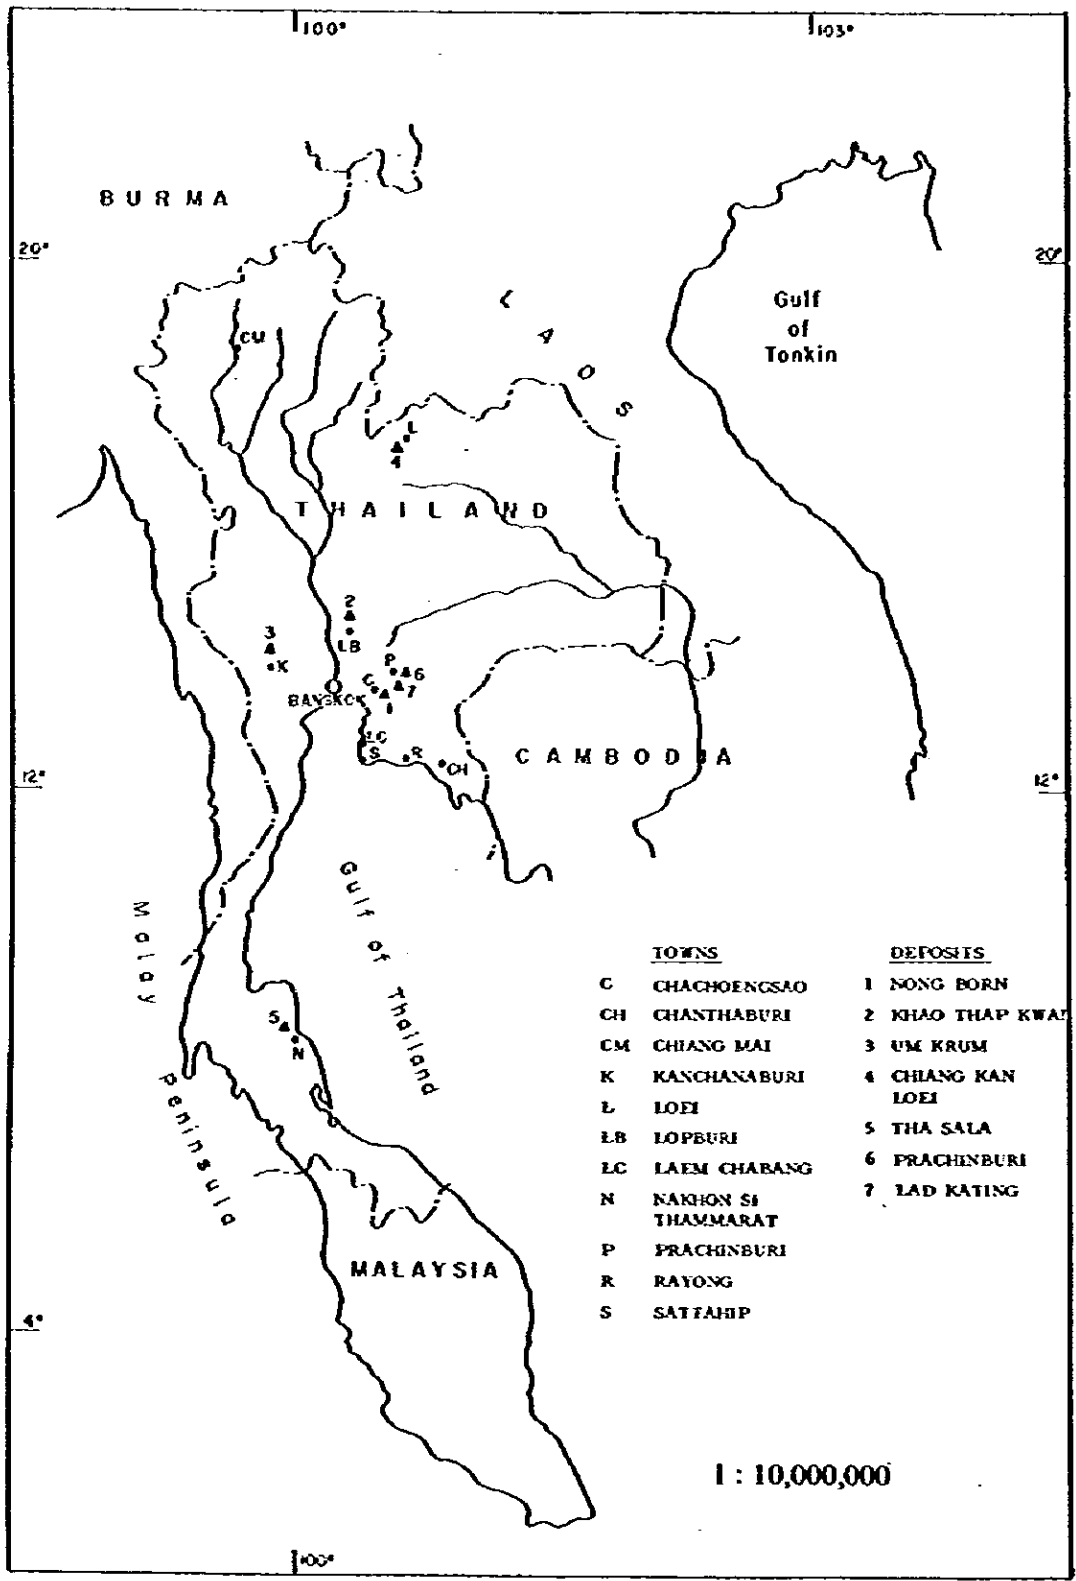 100°
103°
BURMA
20°
20°
LAOS
Gulf
of
Tonkin
CM
L
4
THAILAND
2
3
LB
K
P
6
C
7
BANGKOK
1
LC
S
R
CH
CAMBODIA
12°
12°
Gulf of Thailand
Malay
Peninsula
5
N
MALAYSIA
4°
TOWNS
C CHACHOENGSAO
CH CHANTHABURI
CM CHIANG MAI
K KANCHANABURI
L LOEI
LB LOPBURI
LC LAEM CHABANG
N NAKHON SI
THAMMARAT
P PRACHINBURI
R RAYONG
S SATTAHIP
DEPOSITS
1 NONG BORN
2 KHAO THAP KWAI
3 UM KRUM
4 CHIANG KAN
LOEI
5 THA SALA
6 PRACHINBURI
7 LAD KATING
1 : 10,000,000
100°